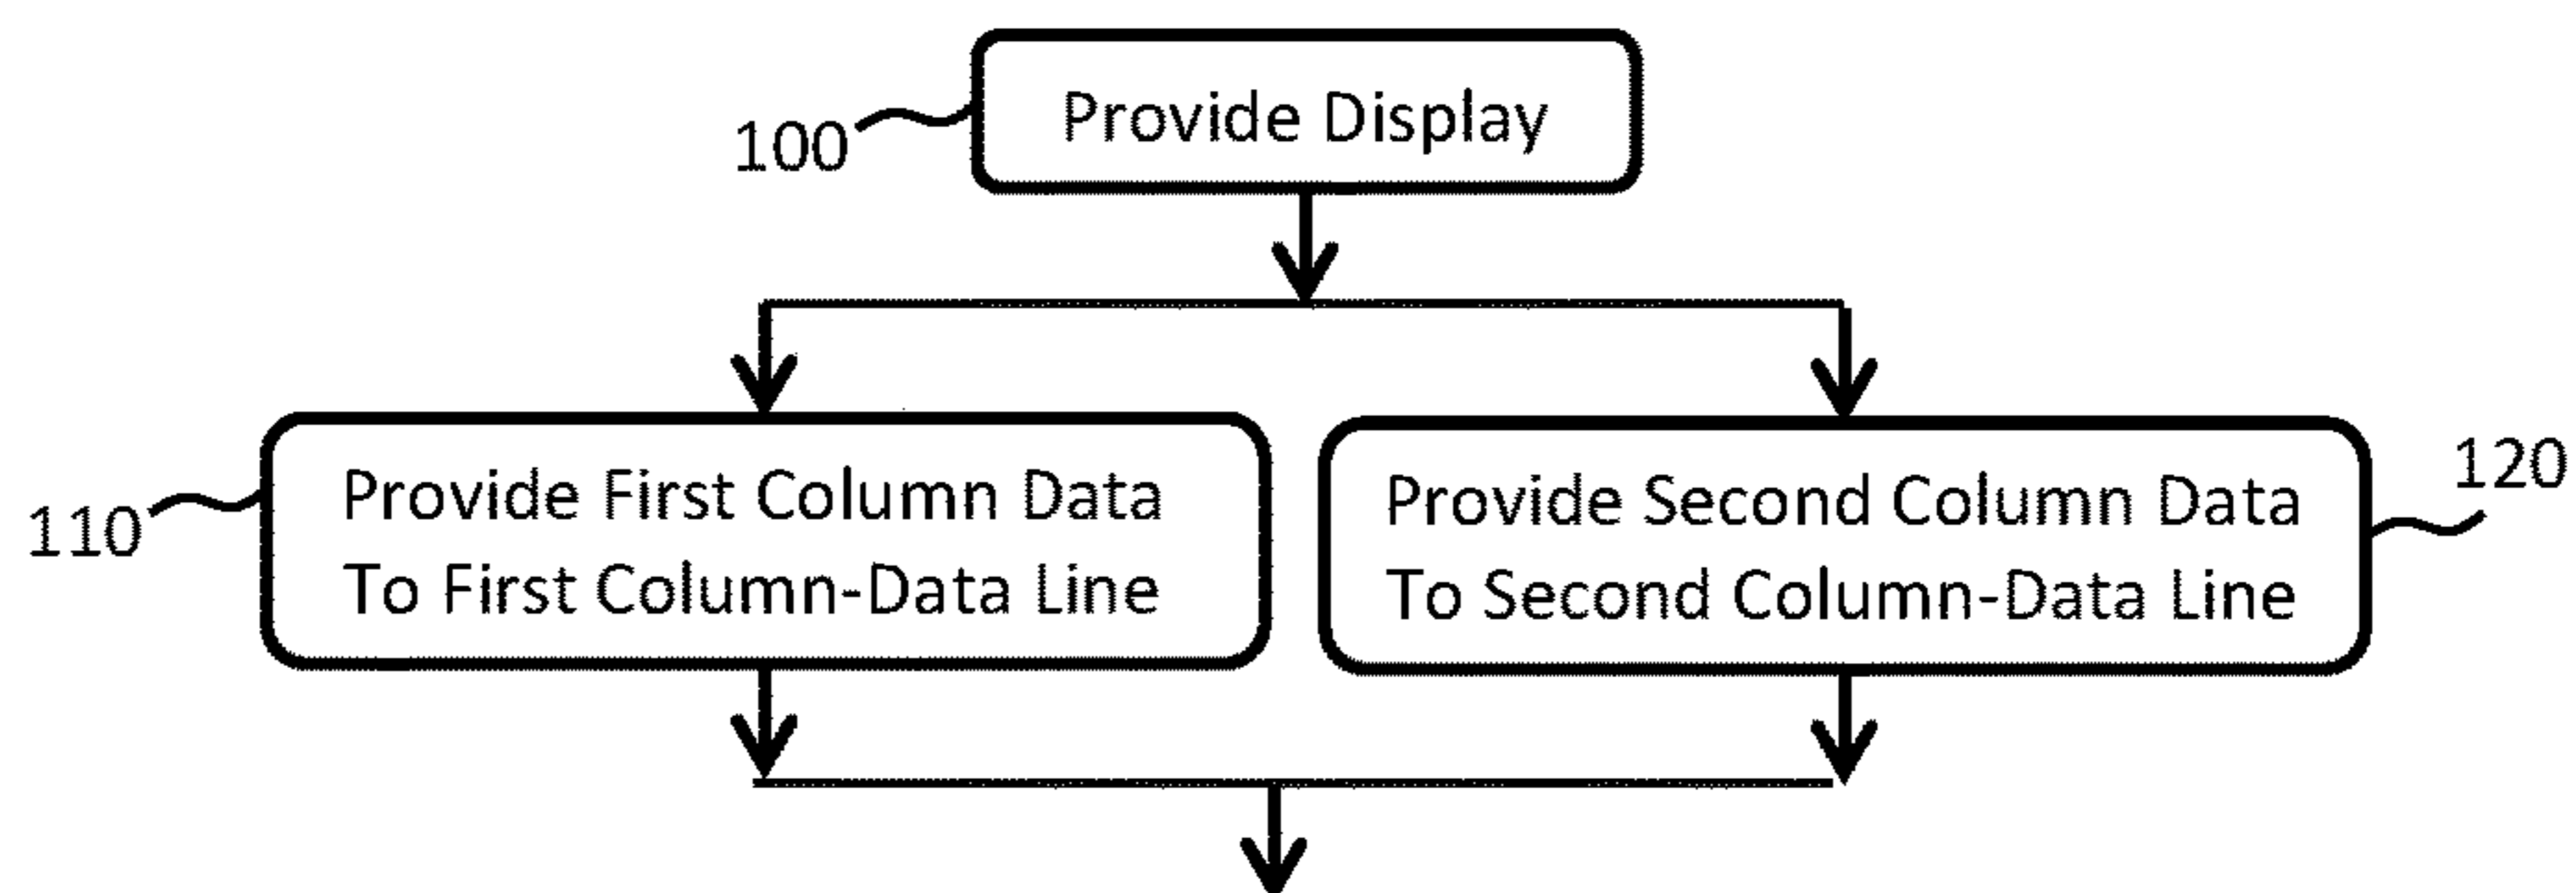 Provide Display
100
Provide First Column Data
To First Column-Data Line
110
Provide Second Column Data
To Second Column-Data Line
120